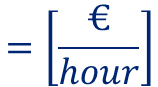 = [€/hour]